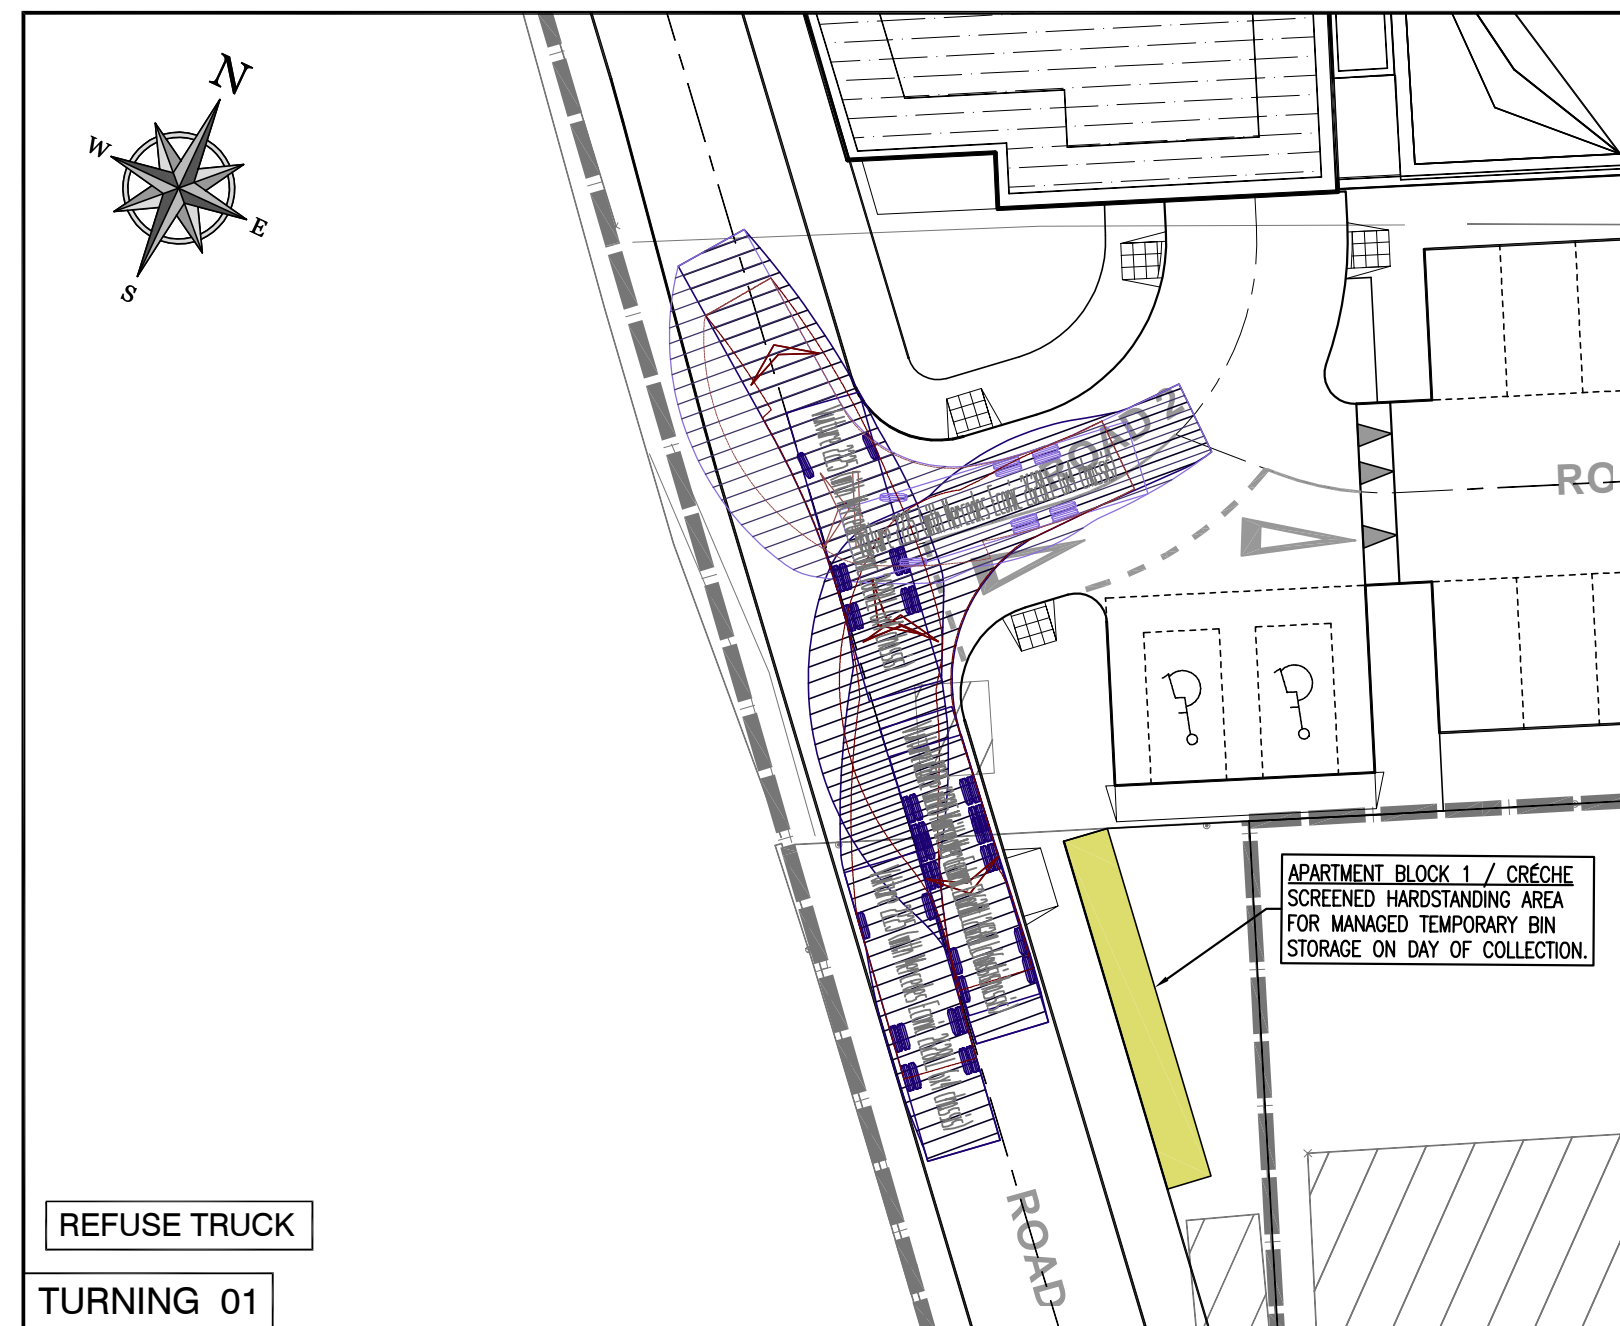 N
W
E
S
ROAD 2
RO
APARTMENT BLOCK 1 / CRÉCHE
SCREENED HARDSTANDING AREA
FOR MANAGED TEMPORARY BIN
STORAGE ON DAY OF COLLECTION.
ROAD
REFUSE TRUCK
TURNING 01